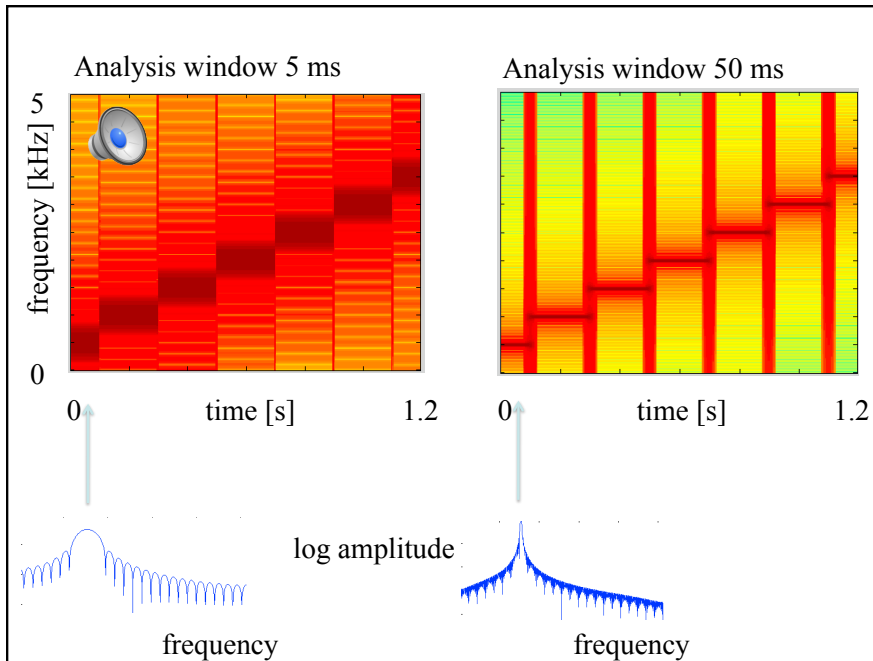 Analysis window 5 ms
Analysis window 50 ms
5
frequency [kHz]
0
0
time [s]
1.2
0
time [s]
1.2
log amplitude
frequency
frequency